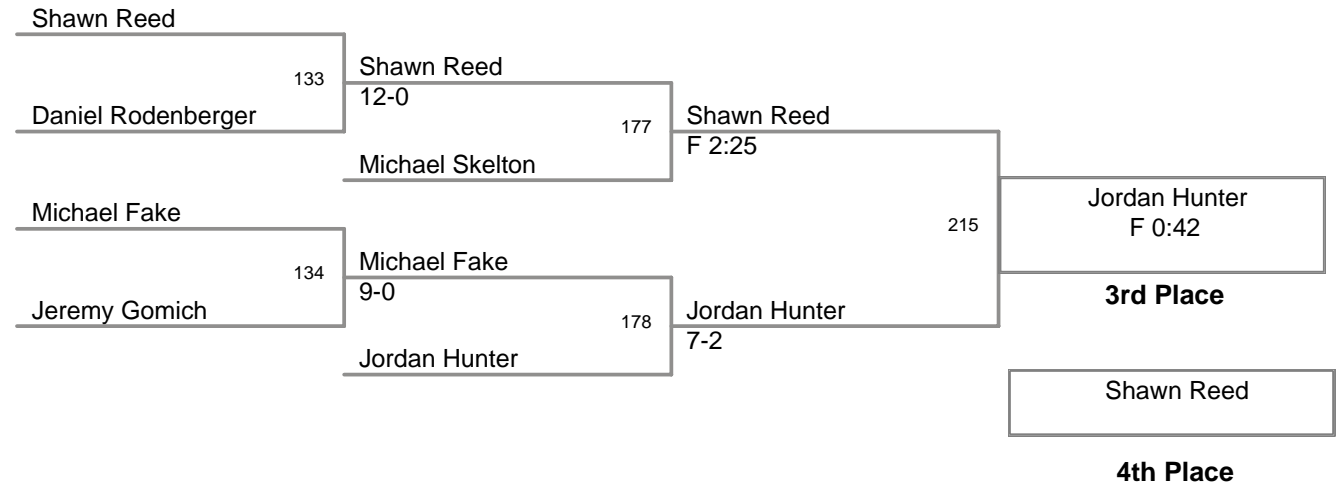 Shawn Reed
133
Shawn Reed
12-0
Daniel Rodenberger
177
Shawn Reed
F 2:25
Michael Skelton
Michael Fake
215
Jordan Hunter
F 0:42
134
Michael Fake
9-0
3rd Place
Jeremy Gomich
178
Jordan Hunter
7-2
Jordan Hunter
Shawn Reed
4th Place